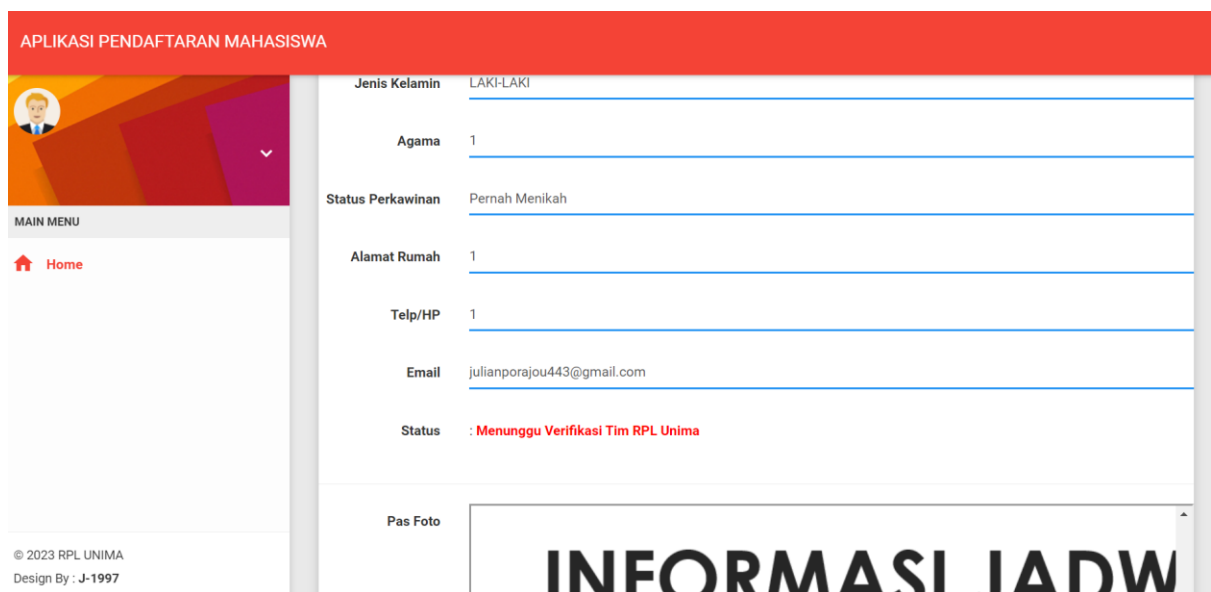 APLIKASI PENDAFTARAN MAHASISWA
MAIN MENU
Home
© 2023 RPL UNIMA
Design By : J-1997
Jenis Kelamin LAKI-LAKI
Agama 1
Status Perkawinan Pernah Menikah
Alamat Rumah 1
Telp/HP 1
Email julianporajou443@gmail.com
Status : Menunggu Verifikasi Tim RPL Unima
Pas Foto
INFORMASI JADW